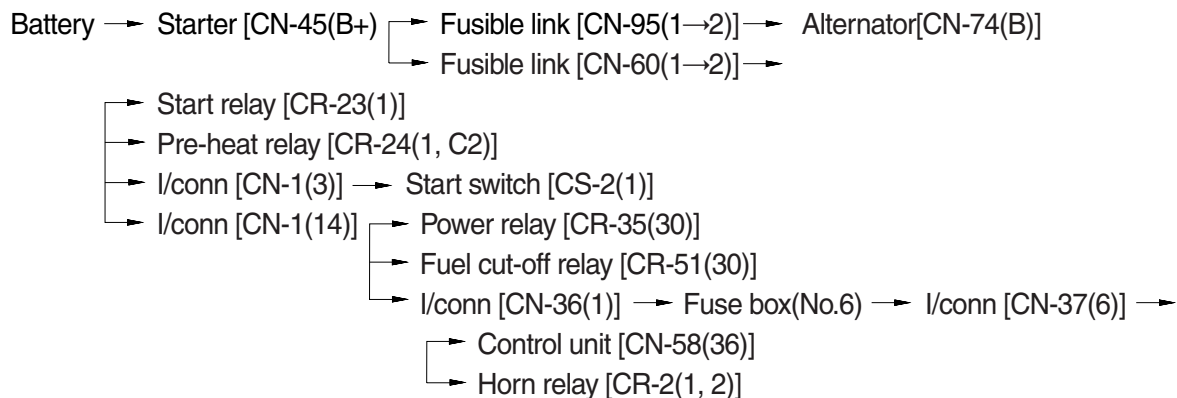 Battery → Starter [CN-45(B+) → Fusible link [CN-95(1→2)] → Alternator[CN-74(B)]
→ Fusible link [CN-60(1→2)] →
→ Start relay [CR-23(1)]
→ Pre-heat relay [CR-24(1, C2)]
→ I/conn [CN-1(3)] → Start switch [CS-2(1)]
→ I/conn [CN-1(14)] → Power relay [CR-35(30)]
→ Fuel cut-off relay [CR-51(30)]
→ I/conn [CN-36(1)] → Fuse box(No.6) → I/conn [CN-37(6)] →
→ Control unit [CN-58(36)]
→ Horn relay [CR-2(1, 2)]